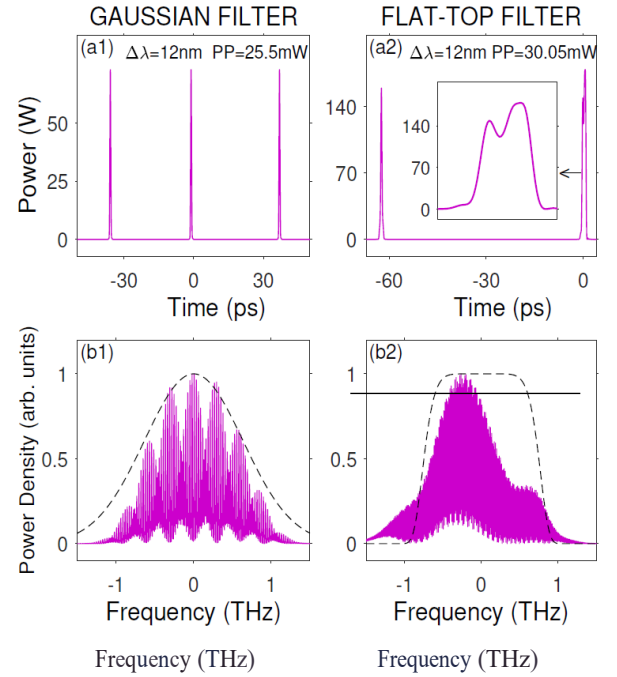 GAUSSIAN FILTER
FLAT-TOP FILTER
(a1) Δλ=12nm PP=25.5mW
(a2) Δλ=12nm PP=30.05mW
Power (W)
50
25
0
-30 0 30
Time (ps)
140
70
0
140
70
0
-60 -30 0
Time (ps)
Power Density (arb. units)
(b1)
1
0.5
0
-1 0 1
Frequency (THz)
(b2)
1
0.5
0
-1 0 1
Frequency (THz)
Frequency (THz)
Frequency (THz)